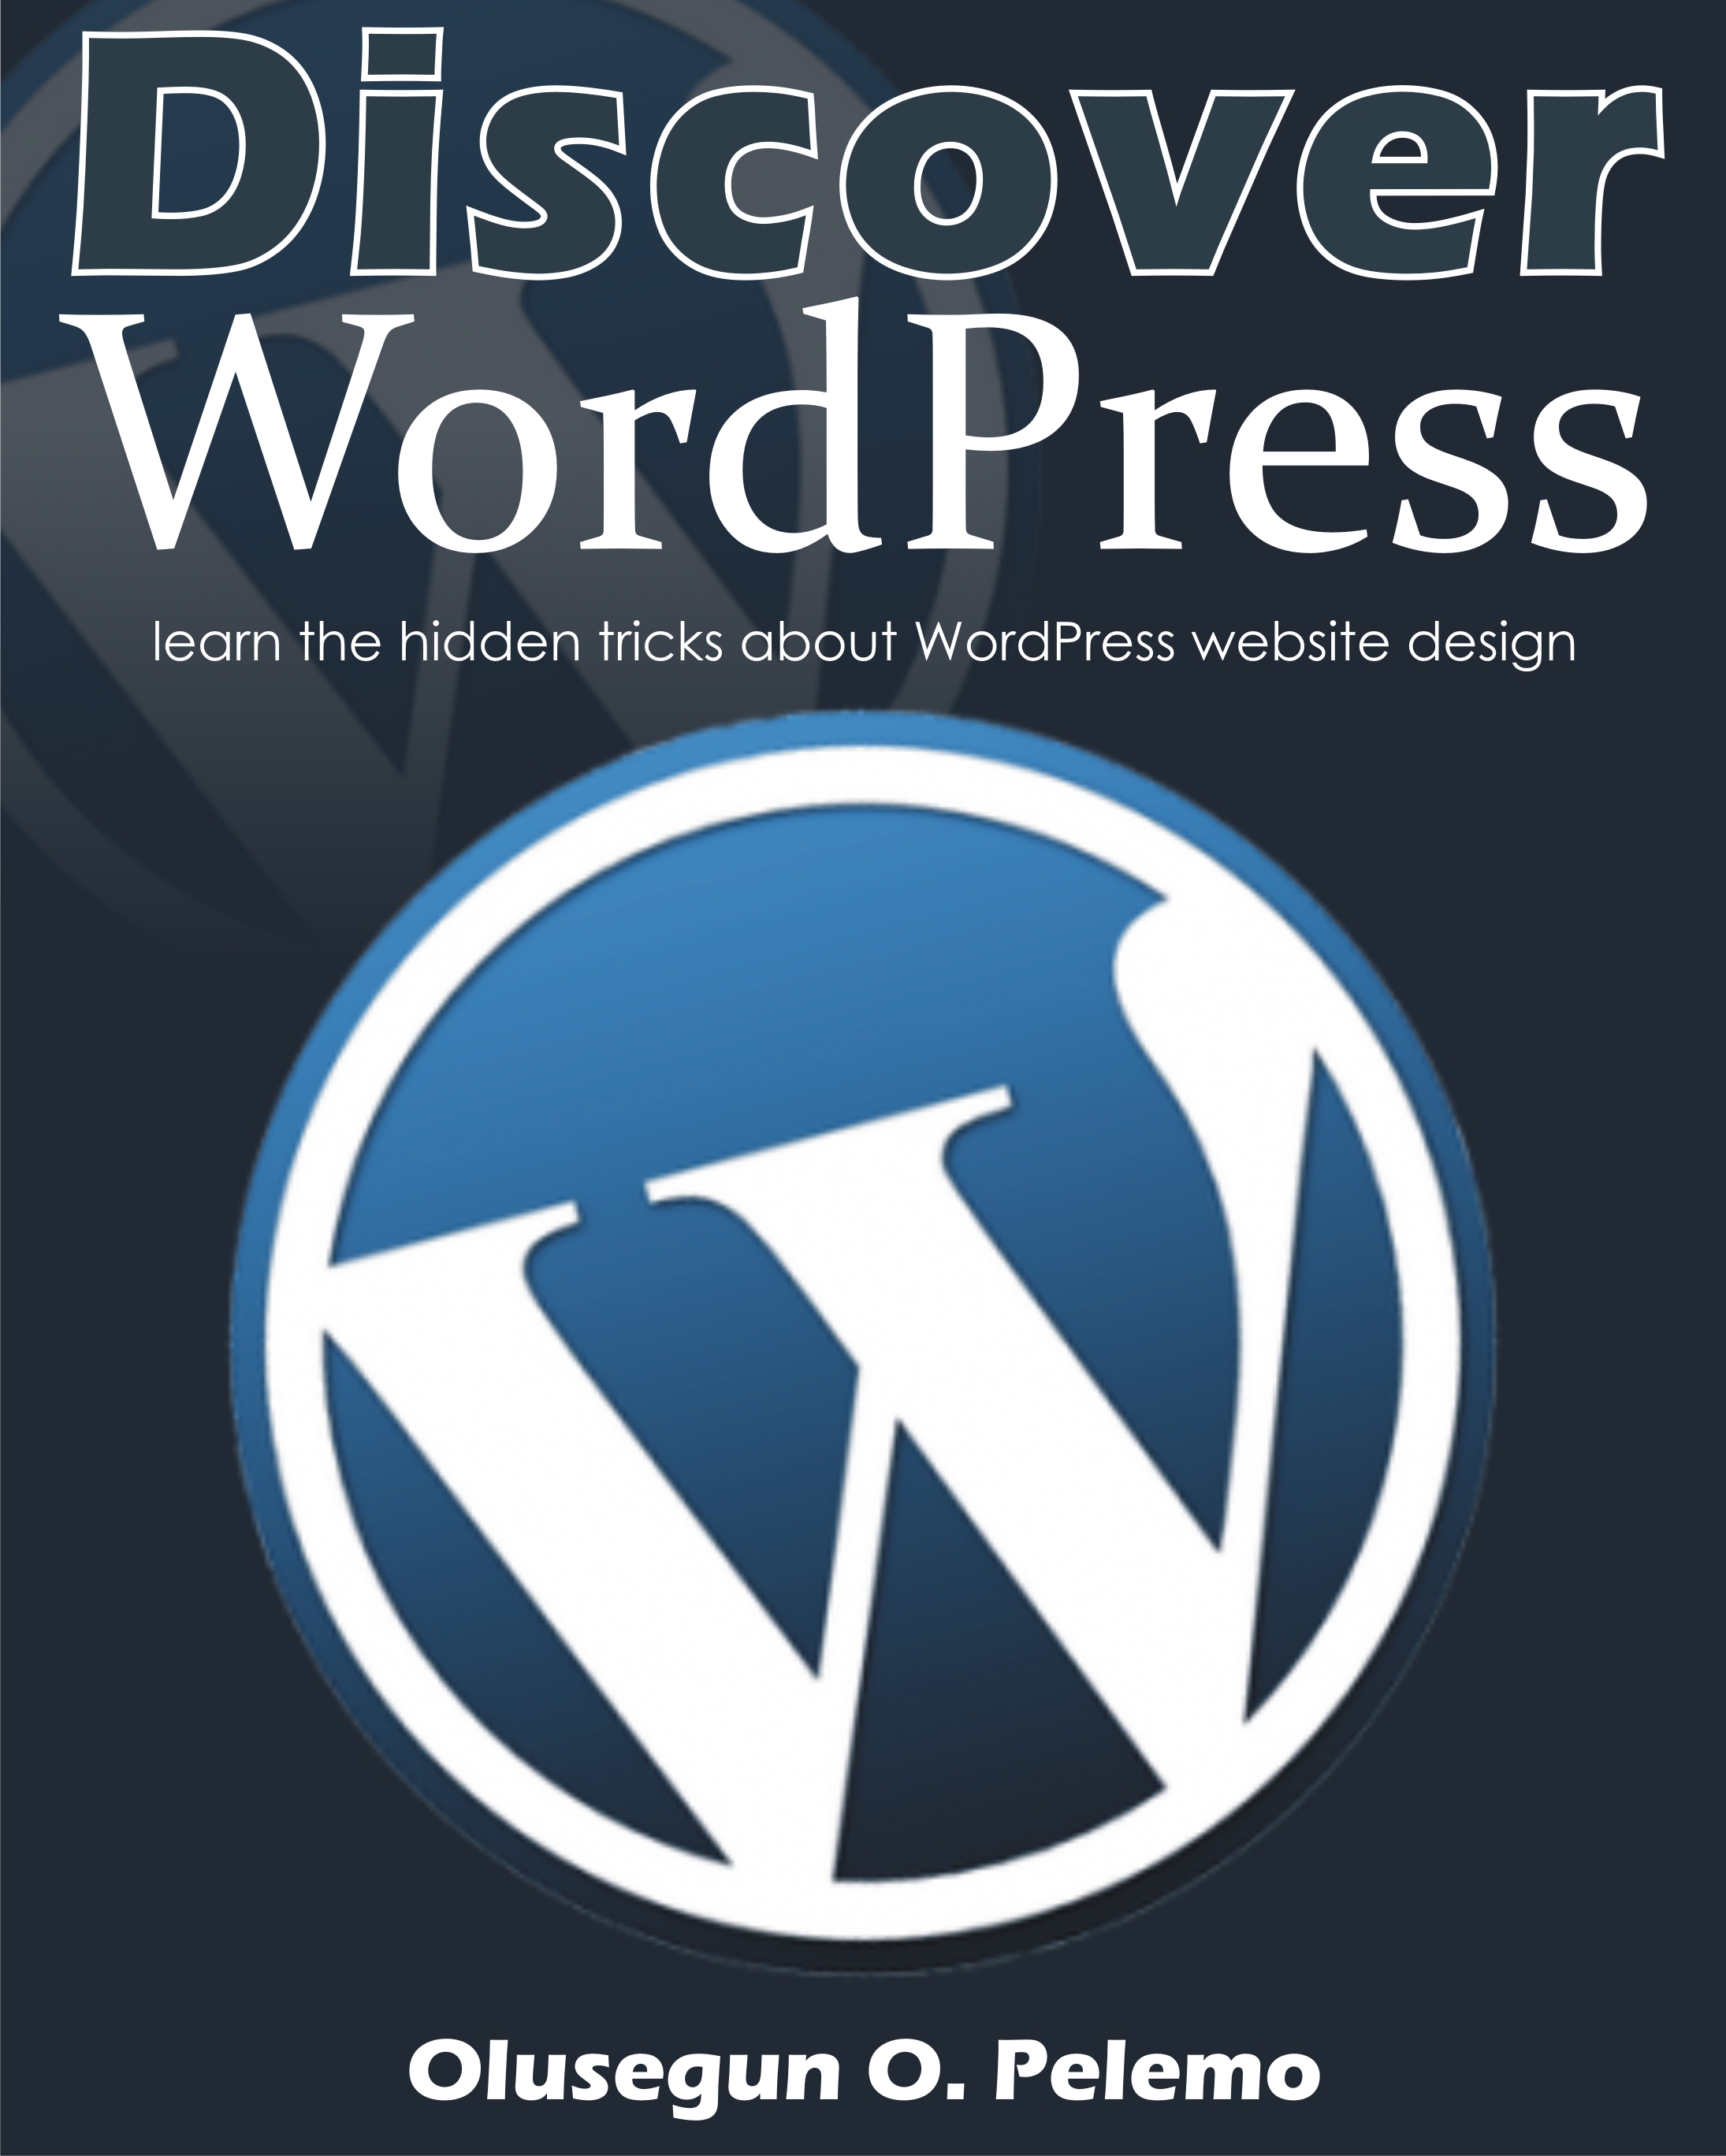 Discover
WordPress
learn the hidden tricks about WordPress website design
W
Olusegun O. Pelemo